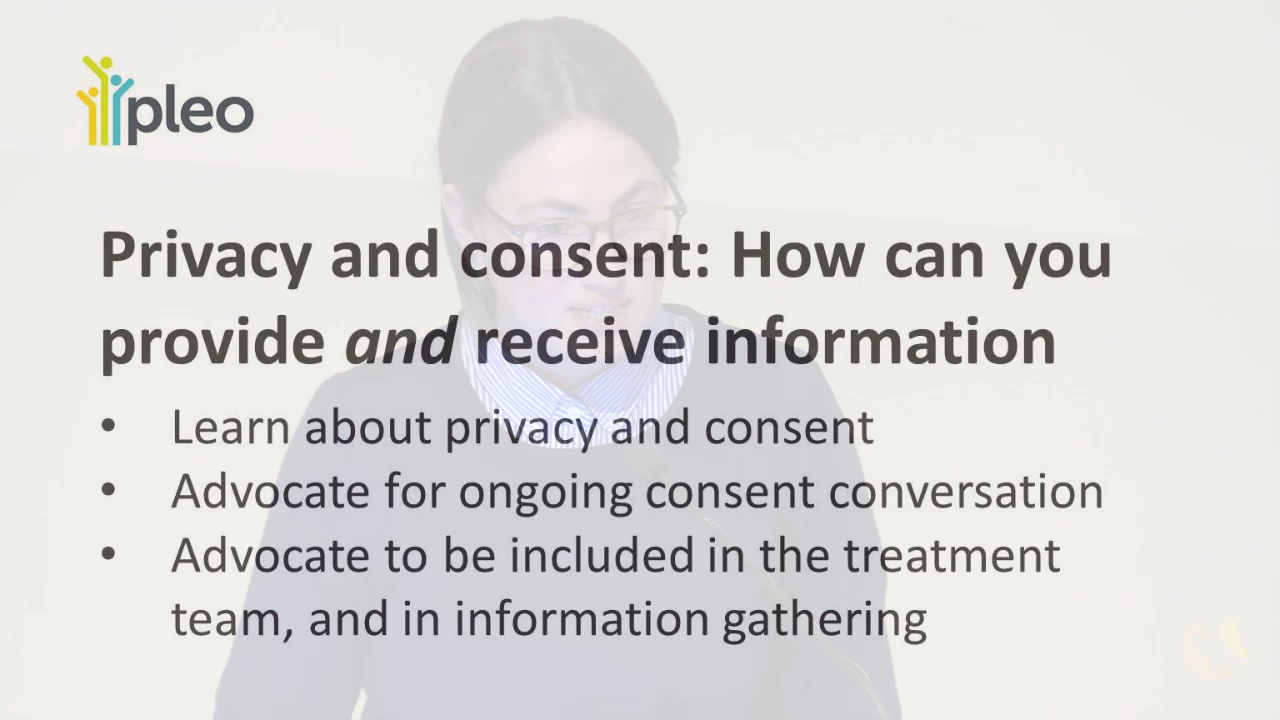 pleo
Privacy and consent: How can you
provide and receive information
• Learn about privacy and consent
• Advocate for ongoing consent conversation
• Advocate to be included in the treatment
team, and in information gathering